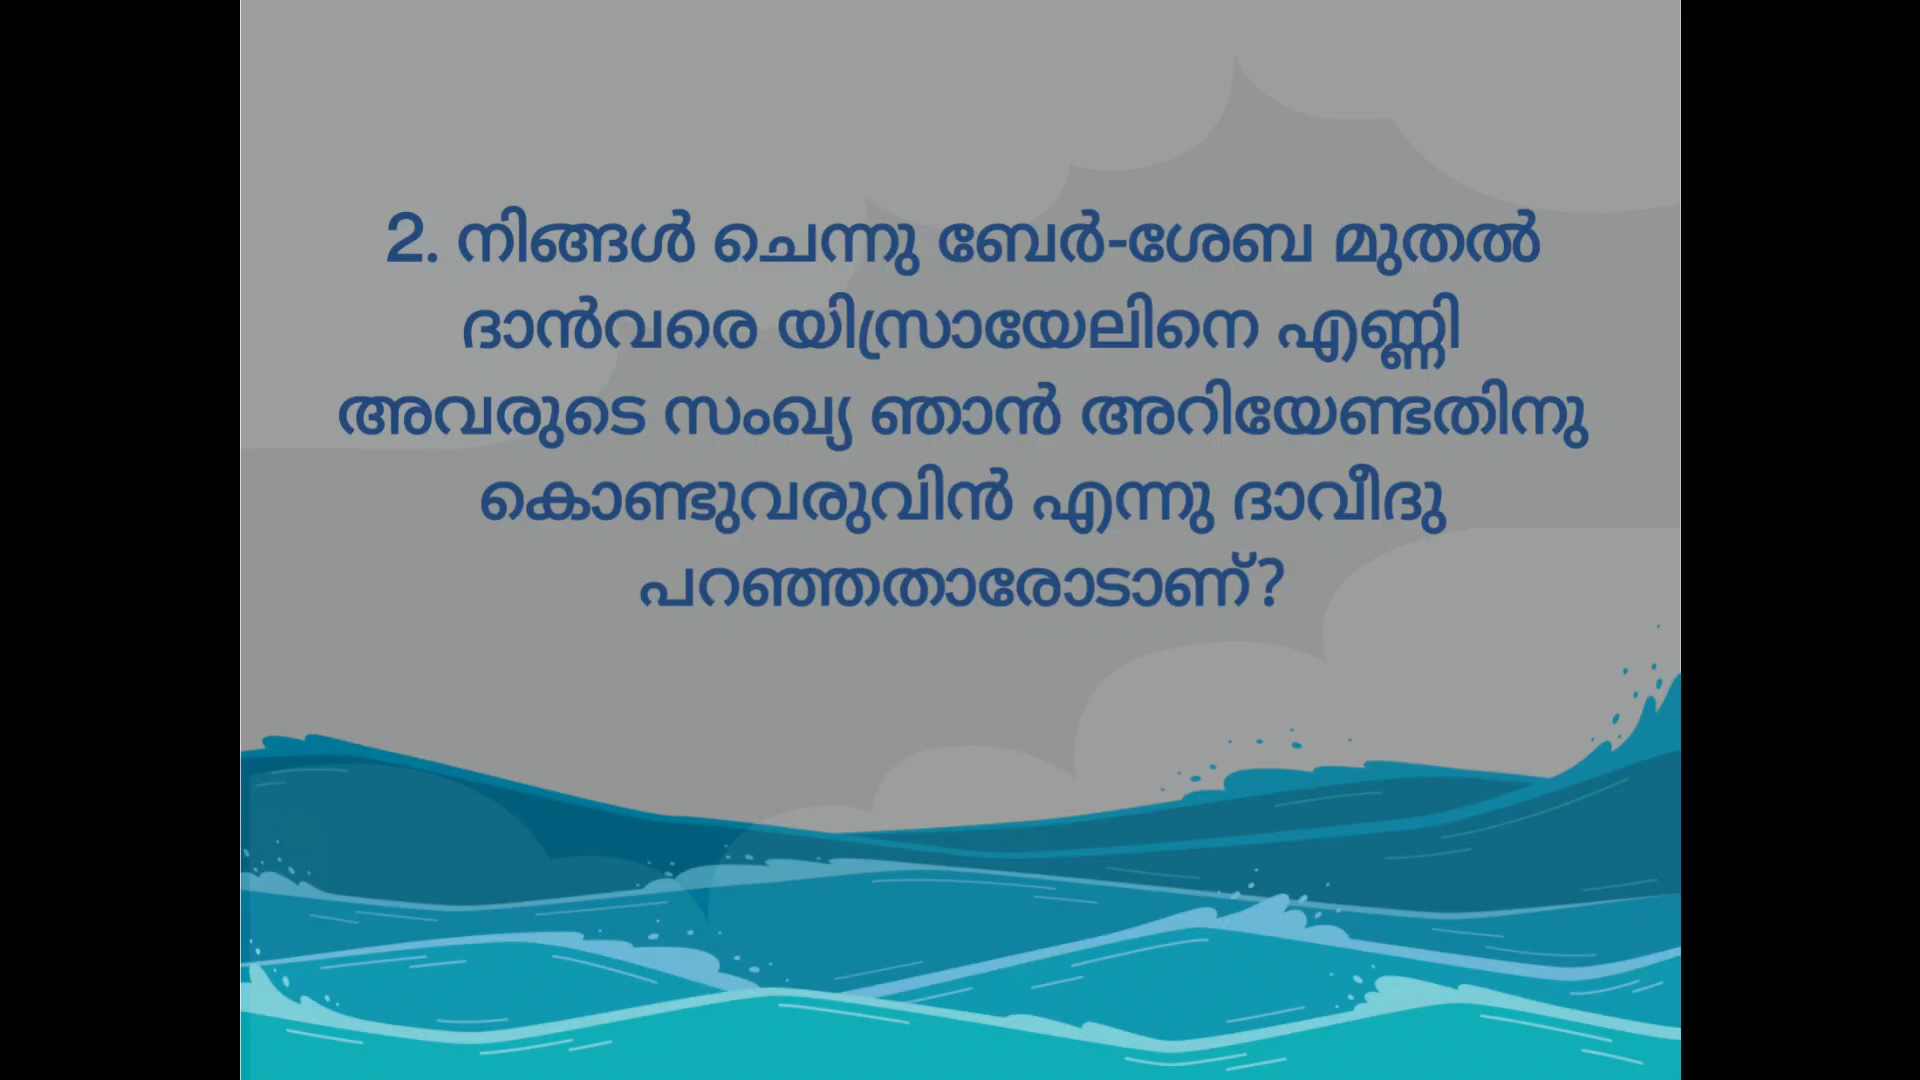 2. നിങ്ങൾ ചെന്നു ബേർ-ശേബ മുതൽ
ദാൻവരെ യിസ്രായേലിനെ എണ്ണി
അവരുടെ സംഖ്യ ഞാൻ അറിയേണ്ടതിനു
കൊണ്ടുവരുവിൻ എന്നു ദാവീദു
പറഞ്ഞതാരോടാണ്?